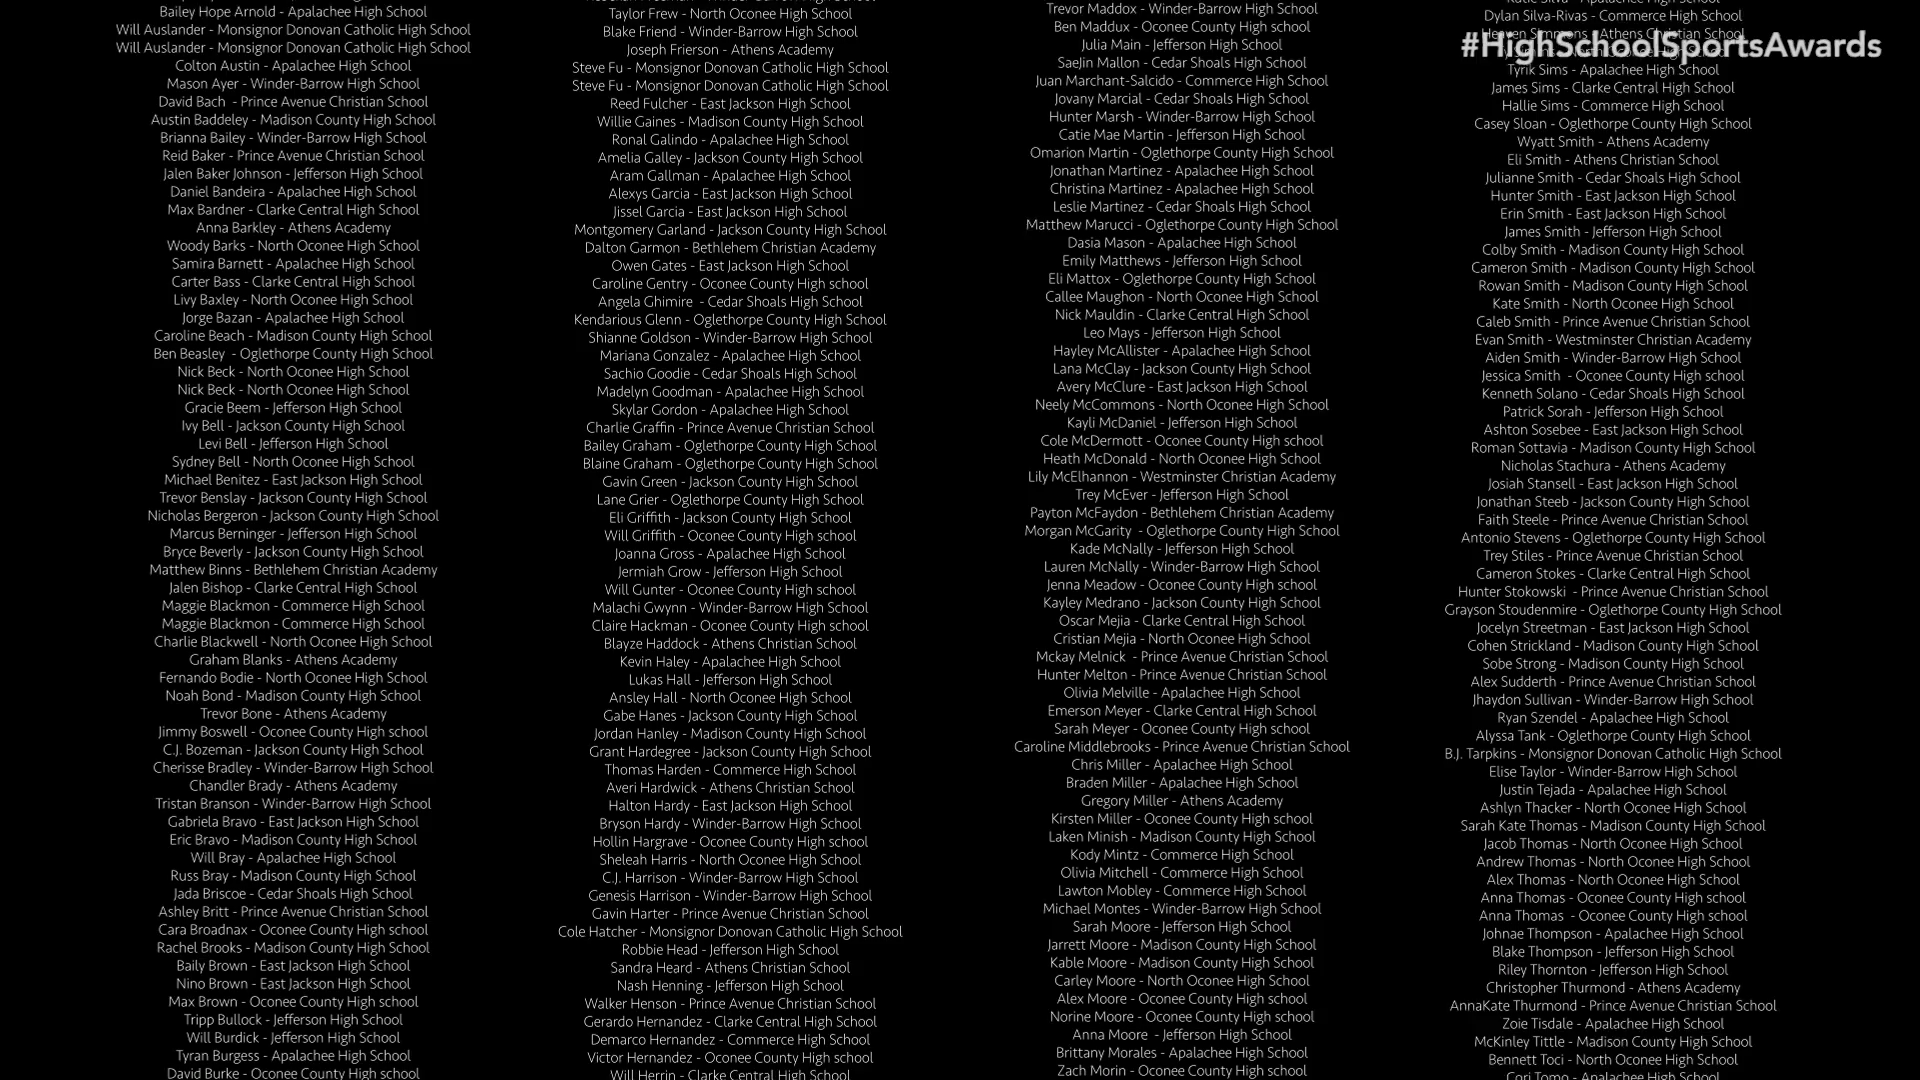 Bailey Hope Arnold - Apalachee High School
Will Auslander - Monsignor Donovan Catholic High School
Will Auslander - Monsignor Donovan Catholic High School
Colton Austin - Apalachee High School
Mason Ayer - Winder-Barrow High School
David Bach  - Prince Avenue Christian School
Austin Baddeley - Madison County High School
Brianna Bailey - Winder-Barrow High School
Reid Baker - Prince Avenue Christian School
Jalen Baker Johnson - Jefferson High School
Daniel Bandeira - Apalachee High School
Max Bardner - Clarke Central High School
Anna Barkley - Athens Academy
Woody Barks - North Oconee High School
Samira Barnett - Apalachee High School
Carter Bass - Clarke Central High School
Livy Baxley - North Oconee High School
Jorge Bazan - Apalachee High School
Caroline Beach - Madison County High School
Ben Beasley  - Oglethorpe County High School
Nick Beck - North Oconee High School
Nick Beck - North Oconee High School
Gracie Beem - Jefferson High School
Ivy Bell - Jackson County High School
Levi Bell - Jefferson High School
Sydney Bell - North Oconee High School
Michael Benitez - East Jackson High School
Trevor Benslay - Jackson County High School
Nicholas Bergeron - Jackson County High School
Marcus Berninger - Jefferson High School
Bryce Beverly - Jackson County High School
Matthew Binns - Bethlehem Christian Academy
Jalen Bishop - Clarke Central High School
Maggie Blackmon - Commerce High School
Maggie Blackmon - Commerce High School
Charlie Blackwell - North Oconee High School
Graham Blanks - Athens Academy
Fernando Bodie - North Oconee High School
Noah Bond - Madison County High School
Trevor Bone - Athens Academy
Jimmy Boswell - Oconee County High school
C.J. Bozeman - Jackson County High School
Cherisse Bradley - Winder-Barrow High School
Chandler Brady - Athens Academy
Tristan Branson - Winder-Barrow High School
Gabriela Bravo - East Jackson High School
Eric Bravo - Madison County High School
Will Bray - Apalachee High School
Russ Bray - Madison County High School
Jada Briscoe - Cedar Shoals High School
Ashley Britt - Prince Avenue Christian School
Cara Broadnax - Oconee County High school
Rachel Brooks - Madison County High School
Baily Brown - East Jackson High School
Nino Brown - East Jackson High School
Max Brown - Oconee County High school
Tripp Bullock - Jefferson High School
Will Burdick - Jefferson High School
Tyran Burgess - Apalachee High School
David Burke - Oconee County High school
Taylor Frew - North Oconee High School
Blake Friend - Winder-Barrow High School
Joseph Frierson - Athens Academy
Steve Fu - Monsignor Donovan Catholic High School
Steve Fu - Monsignor Donovan Catholic High School
Reed Fulcher - East Jackson High School
Willie Gaines - Madison County High School
Ronal Galindo - Apalachee High School
Amelia Galley - Jackson County High School
Aram Gallman - Apalachee High School
Alexys Garcia - East Jackson High School
Jissel Garcia - East Jackson High School
Montgomery Garland - Jackson County High School
Dalton Garmon - Bethlehem Christian Academy
Owen Gates - East Jackson High School
Caroline Gentry - Oconee County High school
Angela Ghimire  - Cedar Shoals High School
Kendarious Glenn - Oglethorpe County High School
Shianne Goldson - Winder-Barrow High School
Mariana Gonzalez - Apalachee High School
Sachio Goodie - Cedar Shoals High School
Madelyn Goodman - Apalachee High School
Skylar Gordon - Apalachee High School
Charlie Graffin - Prince Avenue Christian School
Bailey Graham - Oglethorpe County High School
Blaine Graham - Oglethorpe County High School
Gavin Green - Jackson County High School
Lane Grier - Oglethorpe County High School
Eli Griffith - Jackson County High School
Will Griffith - Oconee County High school
Joanna Gross - Apalachee High School
Jermiah Grow - Jefferson High School
Will Gunter - Oconee County High school
Malachi Gwynn - Winder-Barrow High School
Claire Hackman - Oconee County High school
Blayze Haddock - Athens Christian School
Kevin Haley - Apalachee High School
Lukas Hall - Jefferson High School
Ansley Hall - North Oconee High School
Gabe Hanes - Jackson County High School
Jordan Hanley - Madison County High School
Grant Hardegree - Jackson County High School
Thomas Harden - Commerce High School
Averi Hardwick - Athens Christian School
Halton Hardy - East Jackson High School
Bryson Hardy - Winder-Barrow High School
Hollin Hargrave - Oconee County High school
Sheleah Harris - North Oconee High School
C.J. Harrison - Winder-Barrow High School
Genesis Harrison - Winder-Barrow High School
Gavin Harter - Prince Avenue Christian School
Cole Hatcher - Monsignor Donovan Catholic High School
Robbie Head - Jefferson High School
Sandra Heard - Athens Christian School
Nash Henning - Jefferson High School
Walker Henson - Prince Avenue Christian School
Gerardo Hernandez - Clarke Central High School
Demarco Hernandez - Commerce High School
Victor Hernandez - Oconee County High school
Will Herrin - Clarke Central High School
Trevor Maddox - Winder-Barrow High School
Ben Maddux - Oconee County High school
Julia Main - Jefferson High School
SaeJin Mallon - Cedar Shoals High School
Juan Marchant-Salcido - Commerce High School
Jovany Marcial - Cedar Shoals High School
Hunter Marsh - Winder-Barrow High School
Catie Mae Martin - Jefferson High School
Omarion Martin - Oglethorpe County High School
Jonathan Martinez - Apalachee High School
Christina Martinez - Apalachee High School
Leslie Martinez - Cedar Shoals High School
Matthew Marucci - Oglethorpe County High School
Dasia Mason - Apalachee High School
Emily Matthews - Jefferson High School
Eli Mattox - Oglethorpe County High School
Callee Maughon - North Oconee High School
Nick Mauldin - Clarke Central High School
Leo Mays - Jefferson High School
Hayley McAllister - Apalachee High School
Lana McClay - Jackson County High School
Avery McClure - East Jackson High School
Neely McCommons - North Oconee High School
Kayli McDaniel - Jefferson High School
Cole McDermott - Oconee County High school
Heath McDonald - North Oconee High School
Lily McElhannon - Westminster Christian Academy
Trey McEver - Jefferson High School
Payton McFaydon - Bethlehem Christian Academy
Morgan McGarity  - Oglethorpe County High School
Kade McNally - Jefferson High School
Lauren McNally - Winder-Barrow High School
Jenna Meadow - Oconee County High school
Kayley Medrano - Jackson County High School
Oscar Mejia - Clarke Central High School
Cristian Mejia - North Oconee High School
Mckay Melnick  - Prince Avenue Christian School
Hunter Melton - Prince Avenue Christian School
Olivia Melville - Apalachee High School
Emerson Meyer - Clarke Central High School
Sarah Meyer - Oconee County High school
Caroline Middlebrooks - Prince Avenue Christian School
Chris Miller - Apalachee High School
Braden Miller - Apalachee High School
Gregory Miller - Athens Academy
Kirsten Miller - Oconee County High school
Laken Minish - Madison County High School
Kody Mintz - Commerce High School
Olivia Mitchell - Commerce High School
Lawton Mobley - Commerce High School
Michael Montes - Winder-Barrow High School
Sarah Moore - Jefferson High School
Jarrett Moore - Madison County High School
Kable Moore - Madison County High School
Carley Moore - North Oconee High School
Alex Moore - Oconee County High school
Norine Moore - Oconee County High school
Anna Moore  - Jefferson High School
Brittany Morales - Apalachee High School
Zach Morin - Oconee County High school
Dylan Silva-Rivas - Commerce High School
Heaven Simmons - Athens Christian School
#HighSchoolSportsAwards
Tyrik Sims - Apalachee High School
James Sims - Clarke Central High School
Hallie Sims - Commerce High School
Casey Sloan - Oglethorpe County High School
Wyatt Smith - Athens Academy
Eli Smith - Athens Christian School
Julianne Smith - Cedar Shoals High School
Hunter Smith - East Jackson High School
Erin Smith - East Jackson High School
James Smith - Jefferson High School
Colby Smith - Madison County High School
Cameron Smith - Madison County High School
Rowan Smith - Madison County High School
Kate Smith - North Oconee High School
Caleb Smith - Prince Avenue Christian School
Evan Smith - Westminster Christian Academy
Aiden Smith - Winder-Barrow High School
Jessica Smith  - Oconee County High school
Kenneth Solano - Cedar Shoals High School
Patrick Sorah - Jefferson High School
Ashton Sosebee - East Jackson High School
Roman Sottavia - Madison County High School
Nicholas Stachura - Athens Academy
Josiah Stansell - East Jackson High School
Jonathan Steeb - Jackson County High School
Faith Steele - Prince Avenue Christian School
Antonio Stevens - Oglethorpe County High School
Trey Stiles - Prince Avenue Christian School
Cameron Stokes - Clarke Central High School
Hunter Stokowski  - Prince Avenue Christian School
Grayson Stoudenmire - Oglethorpe County High School
Jocelyn Streetman - East Jackson High School
Cohen Strickland - Madison County High School
Sobe Strong - Madison County High School
Alex Sudderth - Prince Avenue Christian School
Jhaydon Sullivan - Winder-Barrow High School
Ryan Szendel - Apalachee High School
Alyssa Tank - Oglethorpe County High School
B.J. Tarpkins - Monsignor Donovan Catholic High School
Elise Taylor - Winder-Barrow High School
Justin Tejada - Apalachee High School
Ashlyn Thacker - North Oconee High School
Sarah Kate Thomas - Madison County High School
Jacob Thomas - North Oconee High School
Andrew Thomas - North Oconee High School
Alex Thomas - North Oconee High School
Anna Thomas - Oconee County High school
Anna Thomas  - Oconee County High school
Johnae Thompson - Apalachee High School
Blake Thompson - Jefferson High School
Riley Thornton - Jefferson High School
Christopher Thurmond - Athens Academy
AnnaKate Thurmond - Prince Avenue Christian School
Zoie Tisdale - Apalachee High School
McKinley Tittle - Madison County High School
Bennett Toci - North Oconee High School
Cori Tomo - Apalachee High School